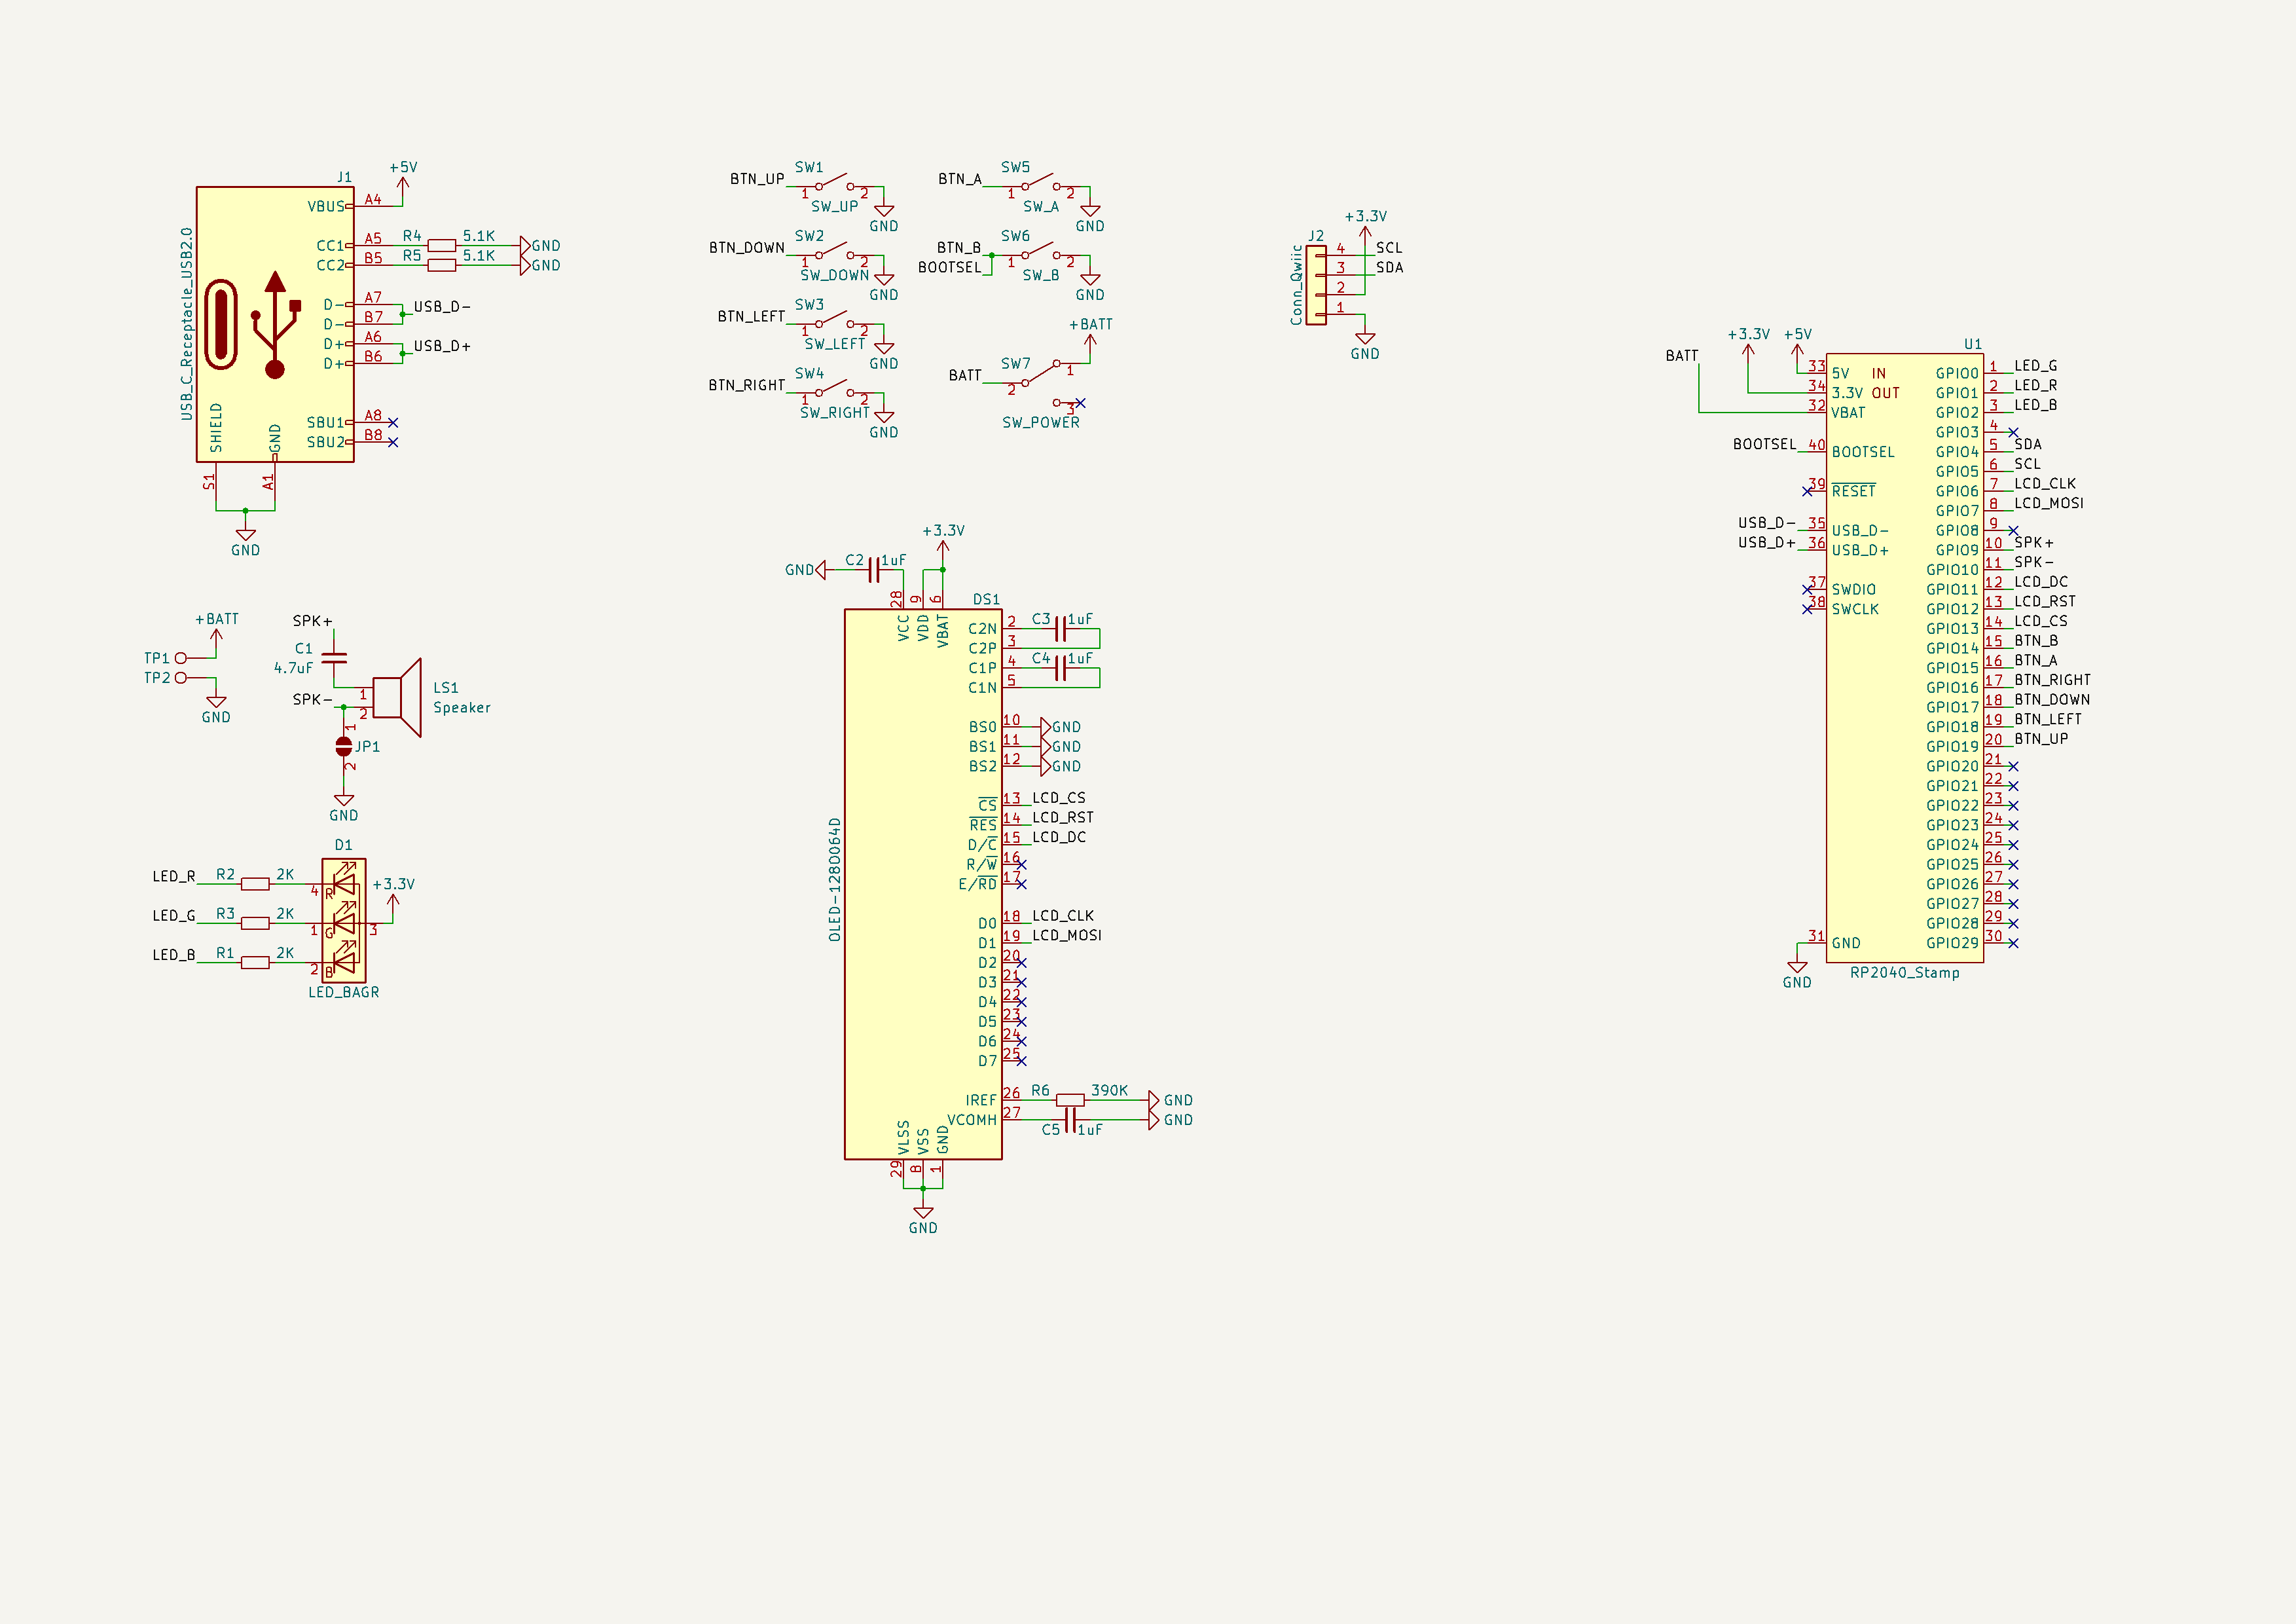 J1
+5V
USB_C_Receptacle_USB2.0
VBUS A4
CC1 A5 R4 5.1K GND
CC2 B5 R5 5.1K GND
D- A7
USB_D-
D- B7
D+ A6
USB_D+
D+ B6
SBU1 A8
SBU2 B8
SHIELD GND
S1 A1
GND
SW1
BTN_UP 1 2
SW_UP GND
SW2
BTN_DOWN 1 2
SW_DOWN GND
SW3
BTN_LEFT 1 2
SW_LEFT GND
SW4
BTN_RIGHT 1 2
SW_RIGHT GND
SW5
BTN_A 1 2
SW_A GND
SW6
BTN_B 1 2
BOOTSEL
SW_B GND
+BATT
SW7
1
BATT 2
3
SW_POWER
+3.3V
J2
Conn_Qwiic
4 SCL
3 SDA
2
1
GND
+BATT
TP1
TP2
GND
SPK+
C1
4.7uF
SPK-
1
2
LS1
Speaker
1
JP1
2
GND
D1
LED_R R2 2K 4 R
+3.3V
LED_G R3 2K 1 G 3
LED_B R1 2K 2 B
LED_BAGR
+3.3V
GND C2 1uF
28 9 6
DS1
VCC VDD VBAT
OLED-128O064D
C2N 2 C3 1uF
C2P 3
C1P 4 C4 1uF
C1N 5
BS0 10 GND
BS1 11 GND
BS2 12 GND
CS 13 LCD_CS
RES 14 LCD_RST
D/C 15 LCD_DC
R/W 16
E/RD 17
D0 18 LCD_CLK
D1 19 LCD_MOSI
D2 20
D3 21
D4 22
D5 23
D6 24
D7 25
IREF 26 R6 390K GND
VCOMH 27 C5 1uF GND
VLSS VSS GND
29 8 1
GND
+3.3V +5V
BATT
U1
33 5V IN
34 3.3V OUT
32 VBAT
BOOTSEL 40 BOOTSEL
39 RESET
USB_D- 35 USB_D-
USB_D+ 36 USB_D+
37 SWDIO
38 SWCLK
31 GND
GND
GPIO0 1 LED_G
GPIO1 2 LED_R
GPIO2 3 LED_B
GPIO3 4
GPIO4 5 SDA
GPIO5 6 SCL
GPIO6 7 LCD_CLK
GPIO7 8 LCD_MOSI
GPIO8 9
GPIO9 10 SPK+
GPIO10 11 SPK-
GPIO11 12 LCD_DC
GPIO12 13 LCD_RST
GPIO13 14 LCD_CS
GPIO14 15 BTN_B
GPIO15 16 BTN_A
GPIO16 17 BTN_RIGHT
GPIO17 18 BTN_DOWN
GPIO18 19 BTN_LEFT
GPIO19 20 BTN_UP
GPIO20 21
GPIO21 22
GPIO22 23
GPIO23 24
GPIO24 25
GPIO25 26
GPIO26 27
GPIO27 28
GPIO28 29
GPIO29 30
RP2040_Stamp